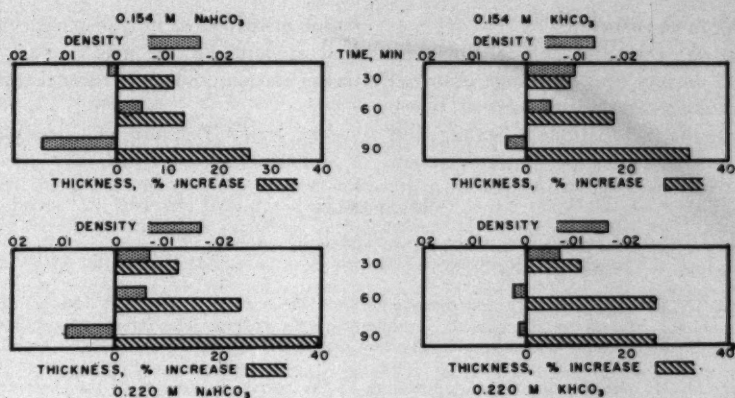 0.154 M NaHCO₃
DENSITY
.02 .01 0 -.01 -.02
0 10 20 30 40
THICKNESS, % INCREASE
TIME, MIN
30
60
90
0.154 M KHCO₃
DENSITY
.02 0 -.01 -.02
0 20 40
THICKNESS, % INCREASE
DENSITY
.02 .01 0 -.02
0 20 40
THICKNESS, % INCREASE
0.220 M NaHCO₃
30
60
90
DENSITY
.02 .01 0 -.01 -.02
0 20 40
THICKNESS, % INCREASE
0.220 M KHCO₃